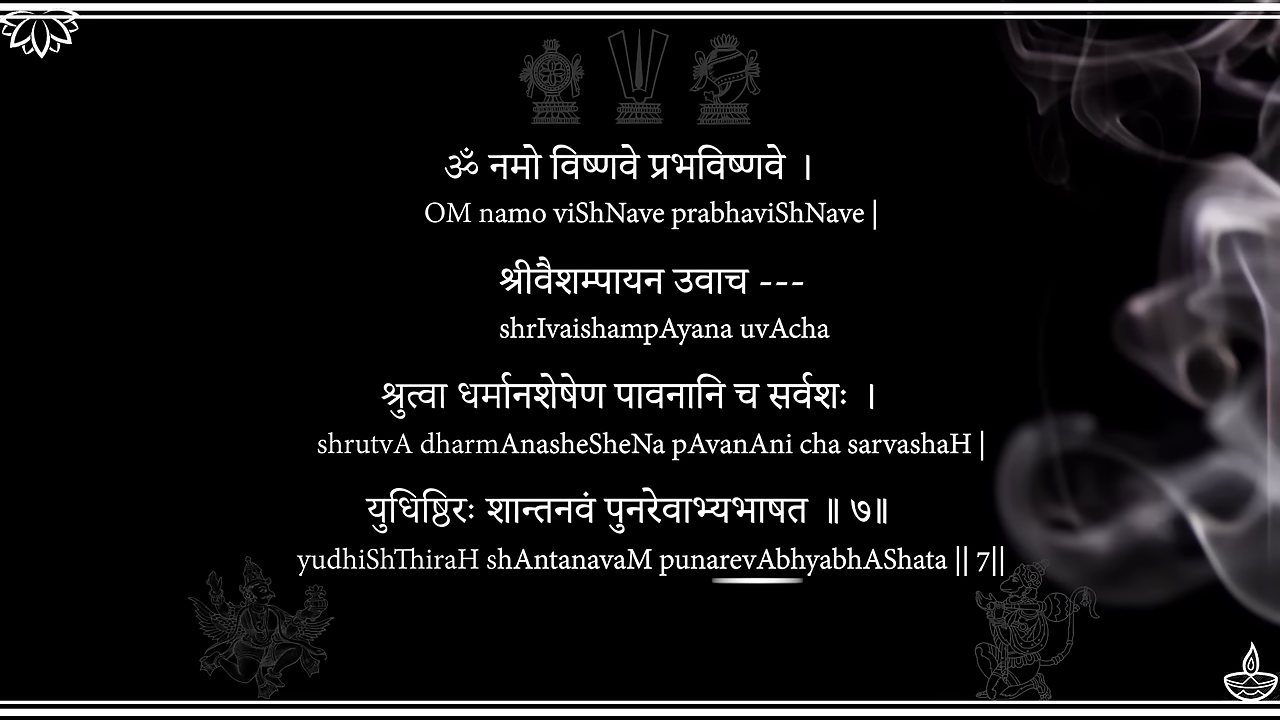 ॐ नमो विष्णवे प्रभविष्णवे ।
OM namo viShNave prabhaviShNave |
श्रीवैशम्पायन उवाच ---
shrIvaishampAyana uvAcha
श्रुत्वा धर्मानशेषेण पावनानि च सर्वशः ।
shrutvA dharmAnasheSheNa pAvanAni cha sarvashaH |
युधिष्ठिरः शान्तनवं पुनरेवाभ्यभाषत ॥ ७॥
yudhiShThiraH shAntanavaM punarevAbhyabhAShata || 7||